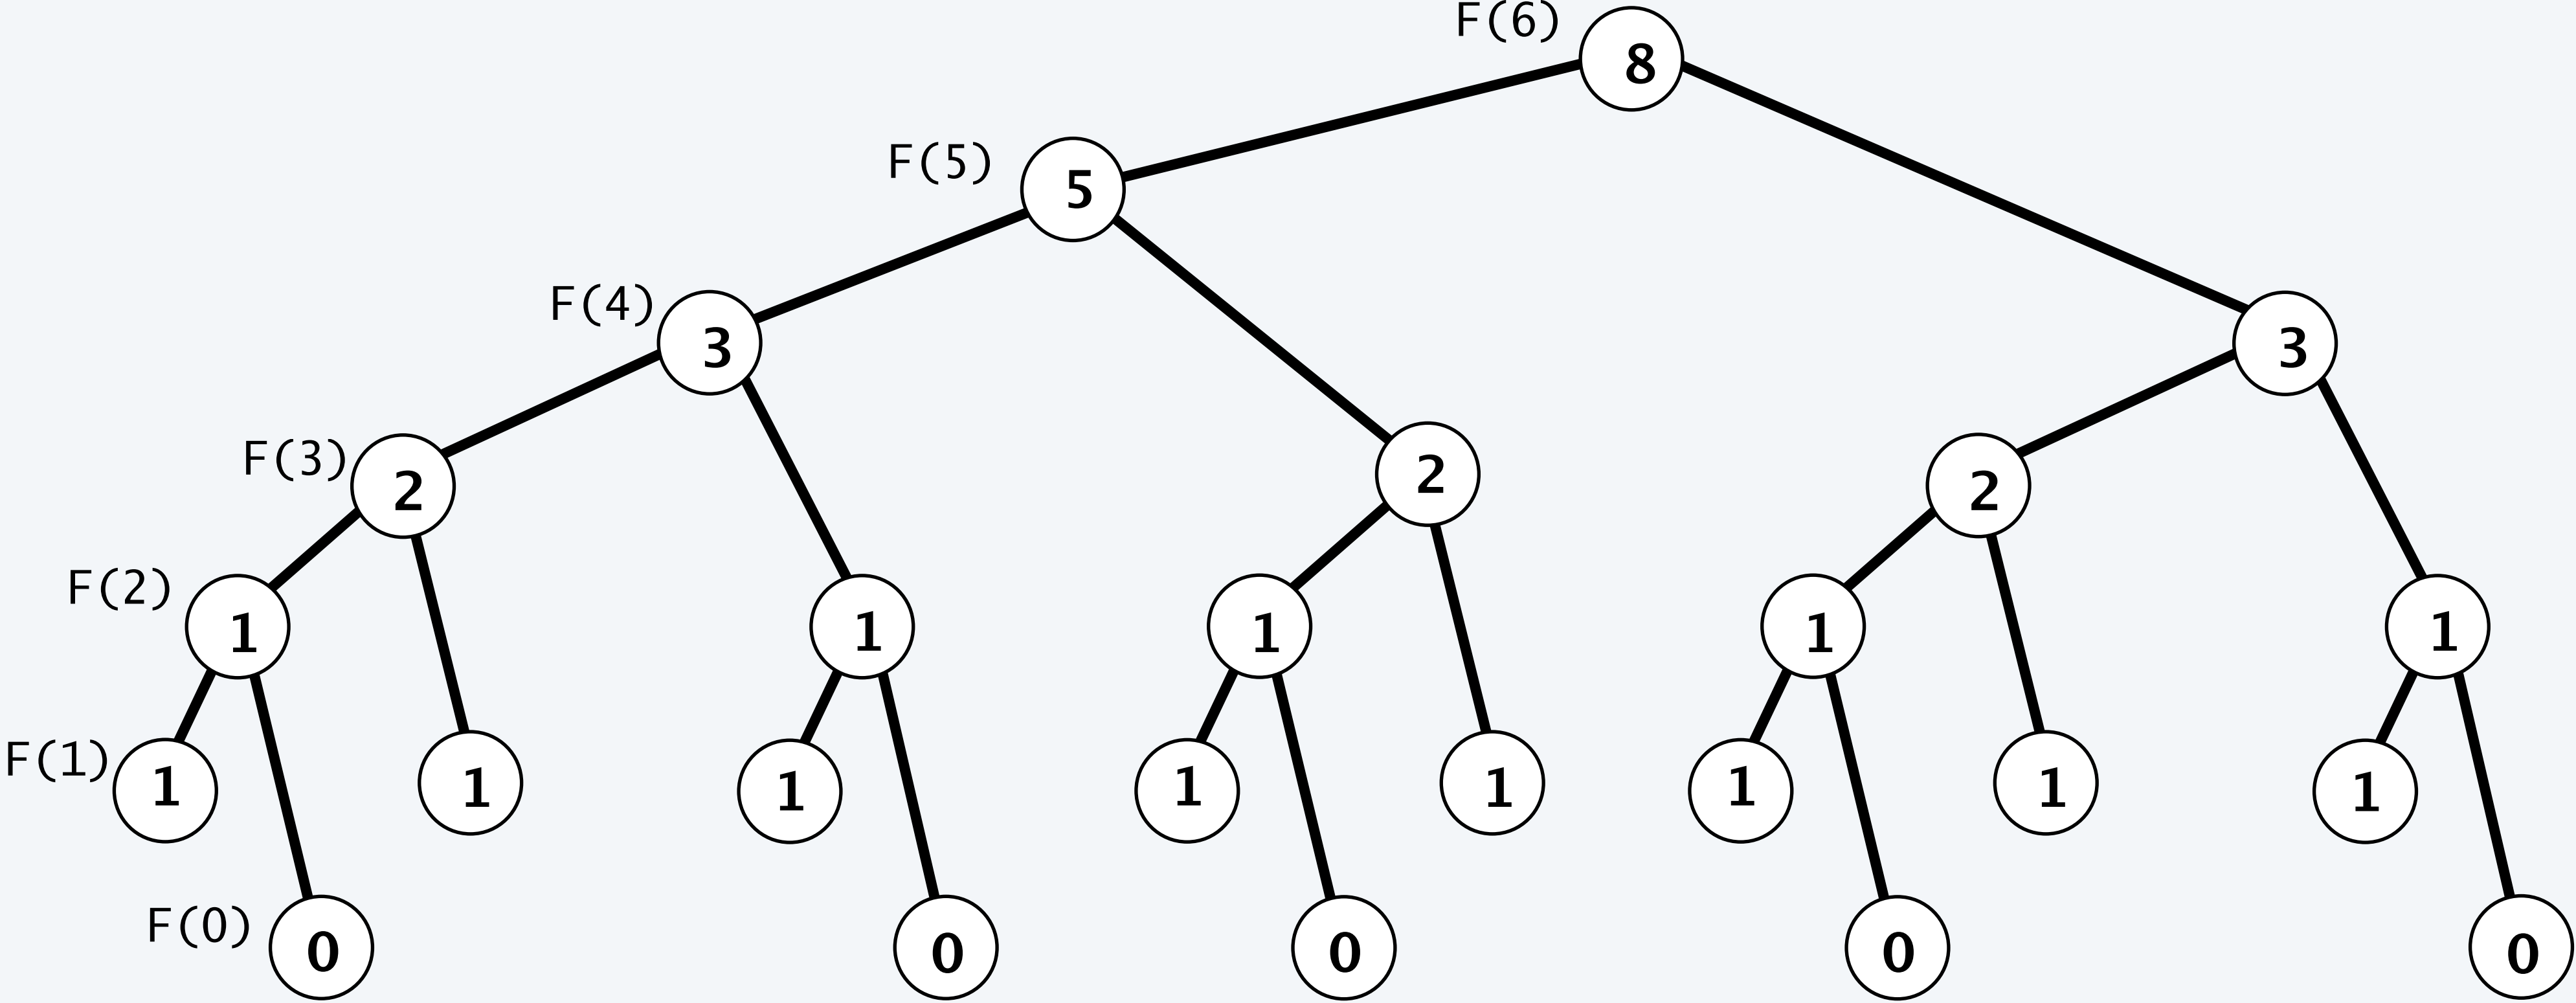 F(6) 8
F(5) 5
F(4) 3 3
F(3) 2 2 2
F(2) 1 1 1 1 1
F(1) 1 1 1 1 1 1 1 1
F(0) 0 0 0 0 0